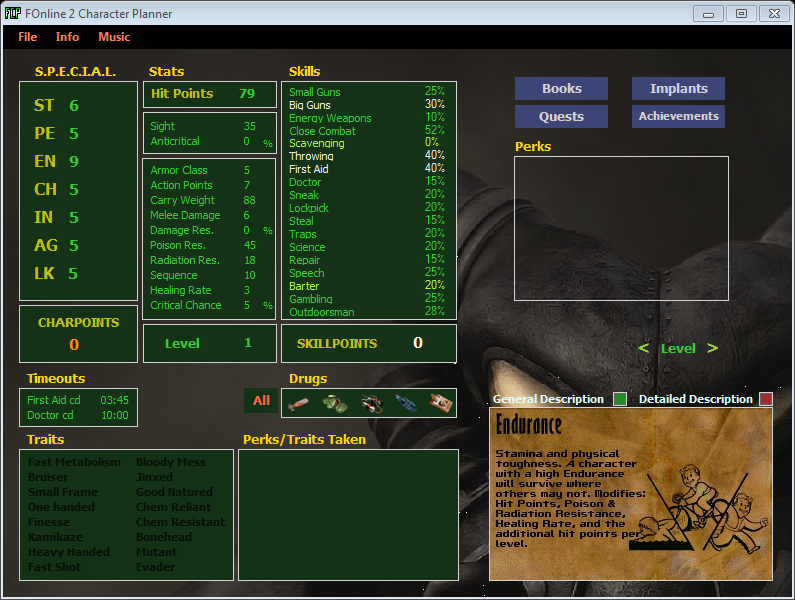 FOnline 2 Character Planner
File Info Music
S.P.E.C.I.A.L.
ST 6
PE 5
EN 9
CH 5
IN 5
AG 5
LK 5
CHARPOINTS
0
Stats
Hit Points 79
Sight 35
Anticritical 0 %
Armor Class 5
Action Points 7
Carry Weight 88
Melee Damage 6
Damage Res. 0 %
Poison Res. 45
Radiation Res. 18
Sequence 10
Healing Rate 3
Critical Chance 5 %
Level 1
Skills
Small Guns 25%
Big Guns 30%
Energy Weapons 10%
Close Combat 52%
Scavenging 0%
Throwing 40%
First Aid 40%
Doctor 15%
Sneak 20%
Lockpick 20%
Steal 15%
Traps 20%
Science 20%
Repair 15%
Speech 25%
Barter 20%
Gambling 25%
Outdoorsman 28%
SKILLPOINTS 0
Books Implants
Quests Achievements
Perks
< Level >
Timeouts
First Aid cd 03:45
Doctor cd 10:00
All
Drugs
Traits
Fast Metabolism Bloody Mess
Bruiser Jinxed
Small Frame Good Natured
One handed Chem Reliant
Finesse Chem Resistant
Kamikaze Bonehead
Heavy Handed Mutant
Fast Shot Evader
Perks/Traits Taken
General Description Detailed Description
Endurance
Stamina and physical
toughness. A character
with a high Endurance
will survive where
others may not. Modifies:
Hit Points, Poison &
Radiation Resistance,
Healing Rate, and the
additional hit points per
level.